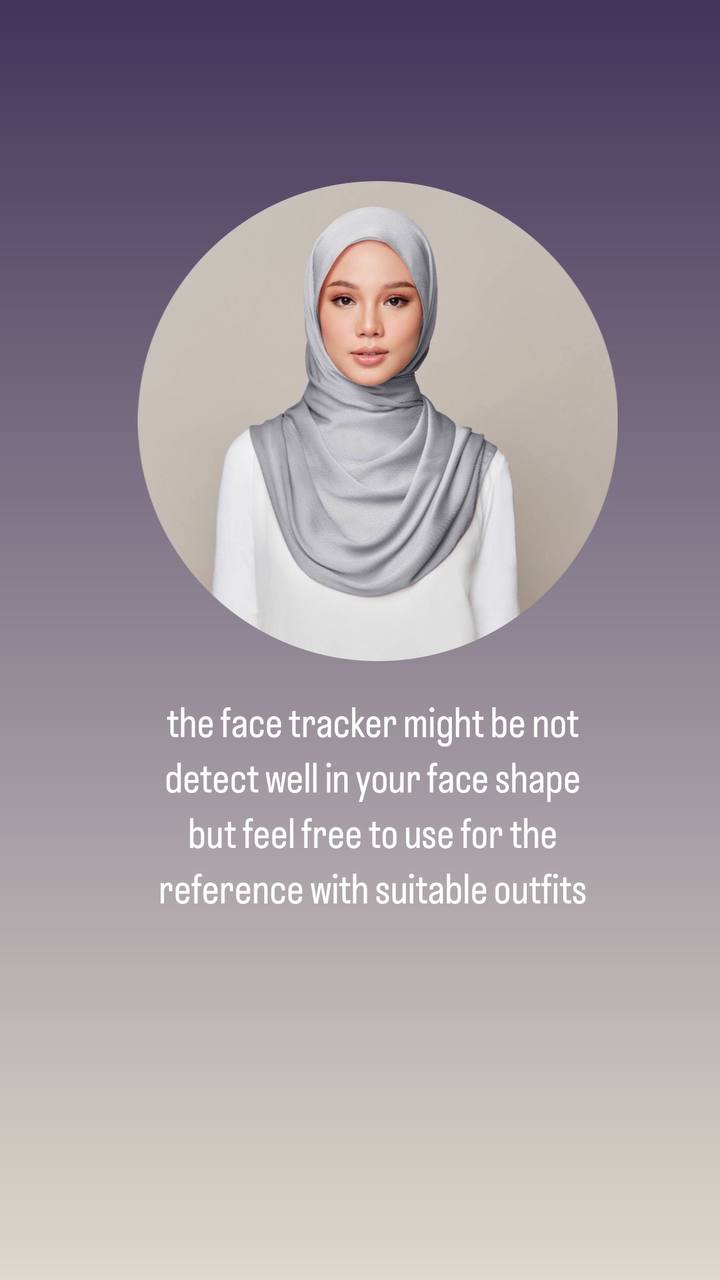 the face tracker might be not
detect well in your face shape
but feel free to use for the
reference with suitable outfits